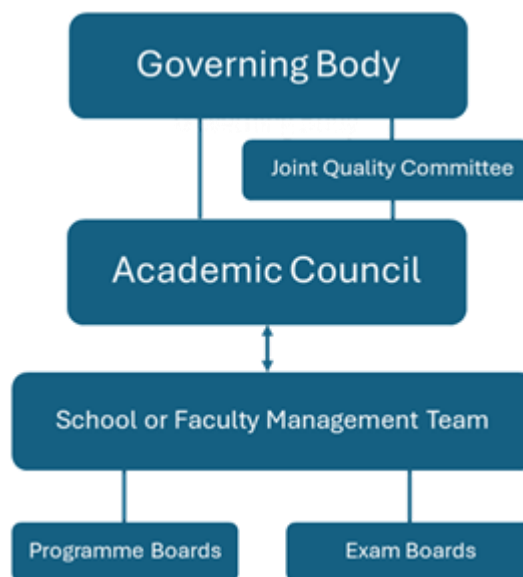 Governing Body
Joint Quality Committee
Academic Council
School or Faculty Management Team
Programme Boards
Exam Boards